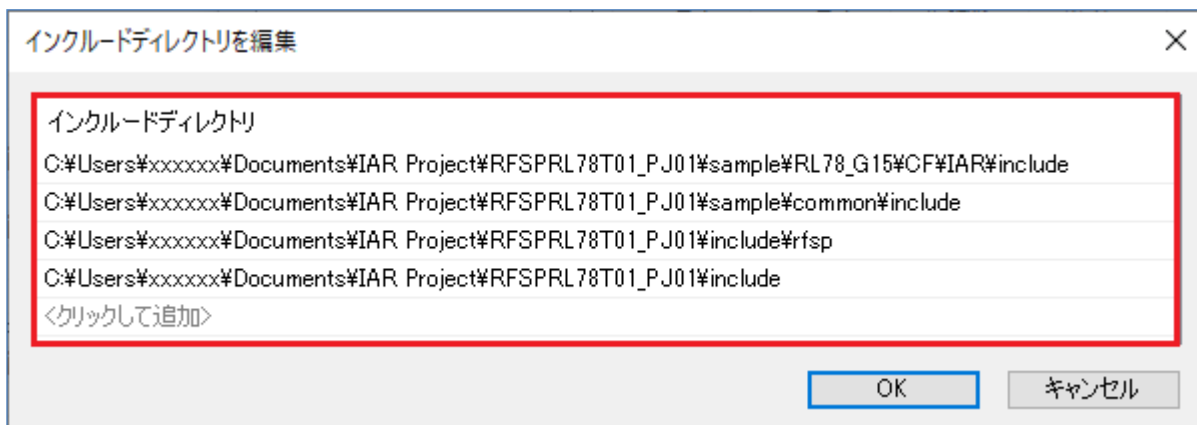 インクルードディレクトリを編集
インクルードディレクトリ
C:¥Users¥xxxxxx¥Documents¥IAR Project¥RFSPRL78T01_PJ01¥sample¥RL78_G15¥CF¥IAR¥include
C:¥Users¥xxxxxx¥Documents¥IAR Project¥RFSPRL78T01_PJ01¥sample¥common¥include
C:¥Users¥xxxxxx¥Documents¥IAR Project¥RFSPRL78T01_PJ01¥include¥rfsp
C:¥Users¥xxxxxx¥Documents¥IAR Project¥RFSPRL78T01_PJ01¥include
<クリックして追加>
OK キャンセル